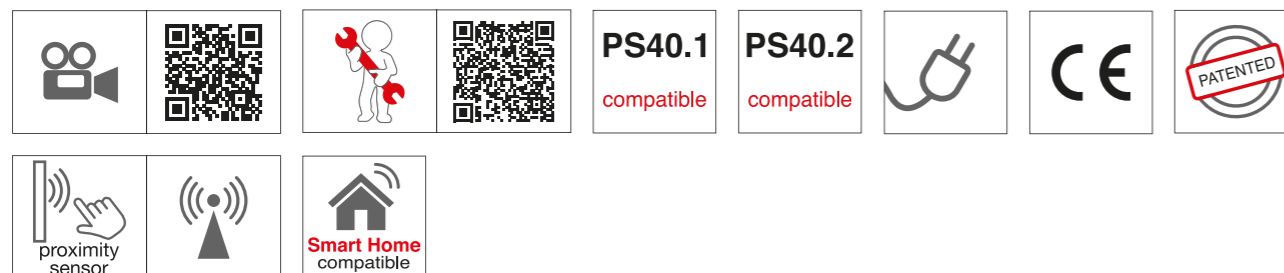 PS40.1
compatible
PS40.2
compatible
CE
PATENTED
proximity
sensor
Smart Home
compatible